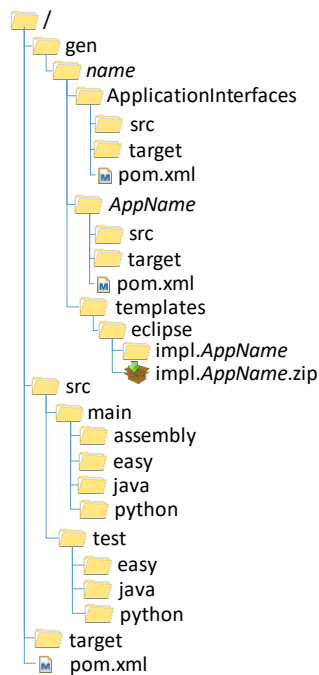 /
gen
name
ApplicationInterfaces
src
target
pom.xml
AppName
src
target
pom.xml
templates
eclipse
impl.AppName
impl.AppName.zip
src
main
assembly
easy
java
python
test
easy
java
python
target
pom.xml